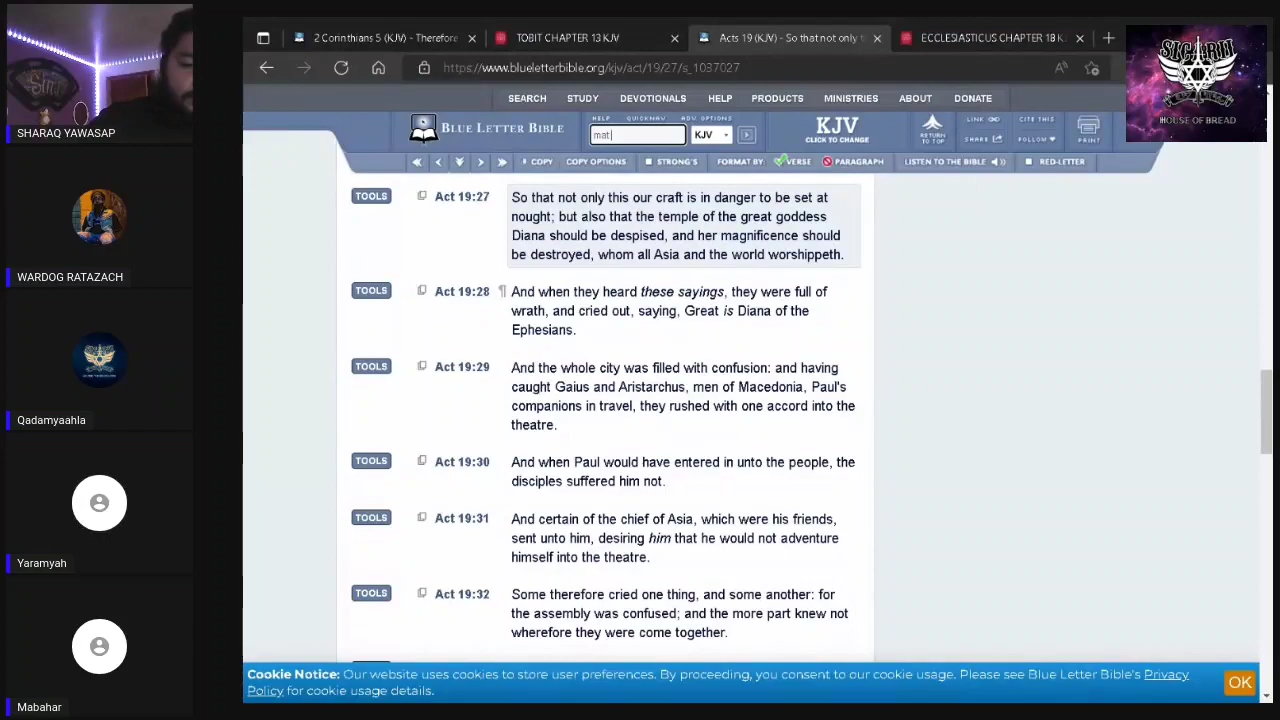 SHARAQ YAWASAP
WARDOG RATAZACH
Qadamyaahla
Yaramyah
Mabahar
2 Corinthians 5 (KJV) - Therefore
TOBIT CHAPTER 13 KJV
Acts 19 (KJV) - So that not only t
ECCLESIASTICUS CHAPTER 18 K
https://www.blueletterbible.org/kjv/act/19/27/s_1037027
SICARII
HOUSE OF BREAD
SEARCH STUDY DEVOTIONALS HELP PRODUCTS MINISTRIES ABOUT DONATE
BLUE LETTER BIBLE
HELP QUICKNAV ADV. OPTIONS
mat
KJV
KJV
CLICK TO CHANGE
RETURN
TO TOP
LINK
CITE THIS
SHARE
FOLLOW
PRINT
COPY COPY OPTIONS STRONG'S FORMAT BY VERSE PARAGRAPH LISTEN TO THE BIBLE RED-LETTER
TOOLS Act 19:27 So that not only this our craft is in danger to be set at
nought; but also that the temple of the great goddess
Diana should be despised, and her magnificence should
be destroyed, whom all Asia and the world worshippeth.
TOOLS Act 19:28 ¶ And when they heard these sayings, they were full of
wrath, and cried out, saying, Great is Diana of the
Ephesians.
TOOLS Act 19:29 And the whole city was filled with confusion: and having
caught Gaius and Aristarchus, men of Macedonia, Paul's
companions in travel, they rushed with one accord into the
theatre.
TOOLS Act 19:30 And when Paul would have entered in unto the people, the
disciples suffered him not.
TOOLS Act 19:31 And certain of the chief of Asia, which were his friends,
sent unto him, desiring him that he would not adventure
himself into the theatre.
TOOLS Act 19:32 Some therefore cried one thing, and some another: for
the assembly was confused; and the more part knew not
wherefore they were come together.
Cookie Notice: Our website uses cookies to store user preferences. By proceeding, you consent to our cookie usage. Please see Blue Letter Bible's Privacy
Policy for cookie usage details.
OK